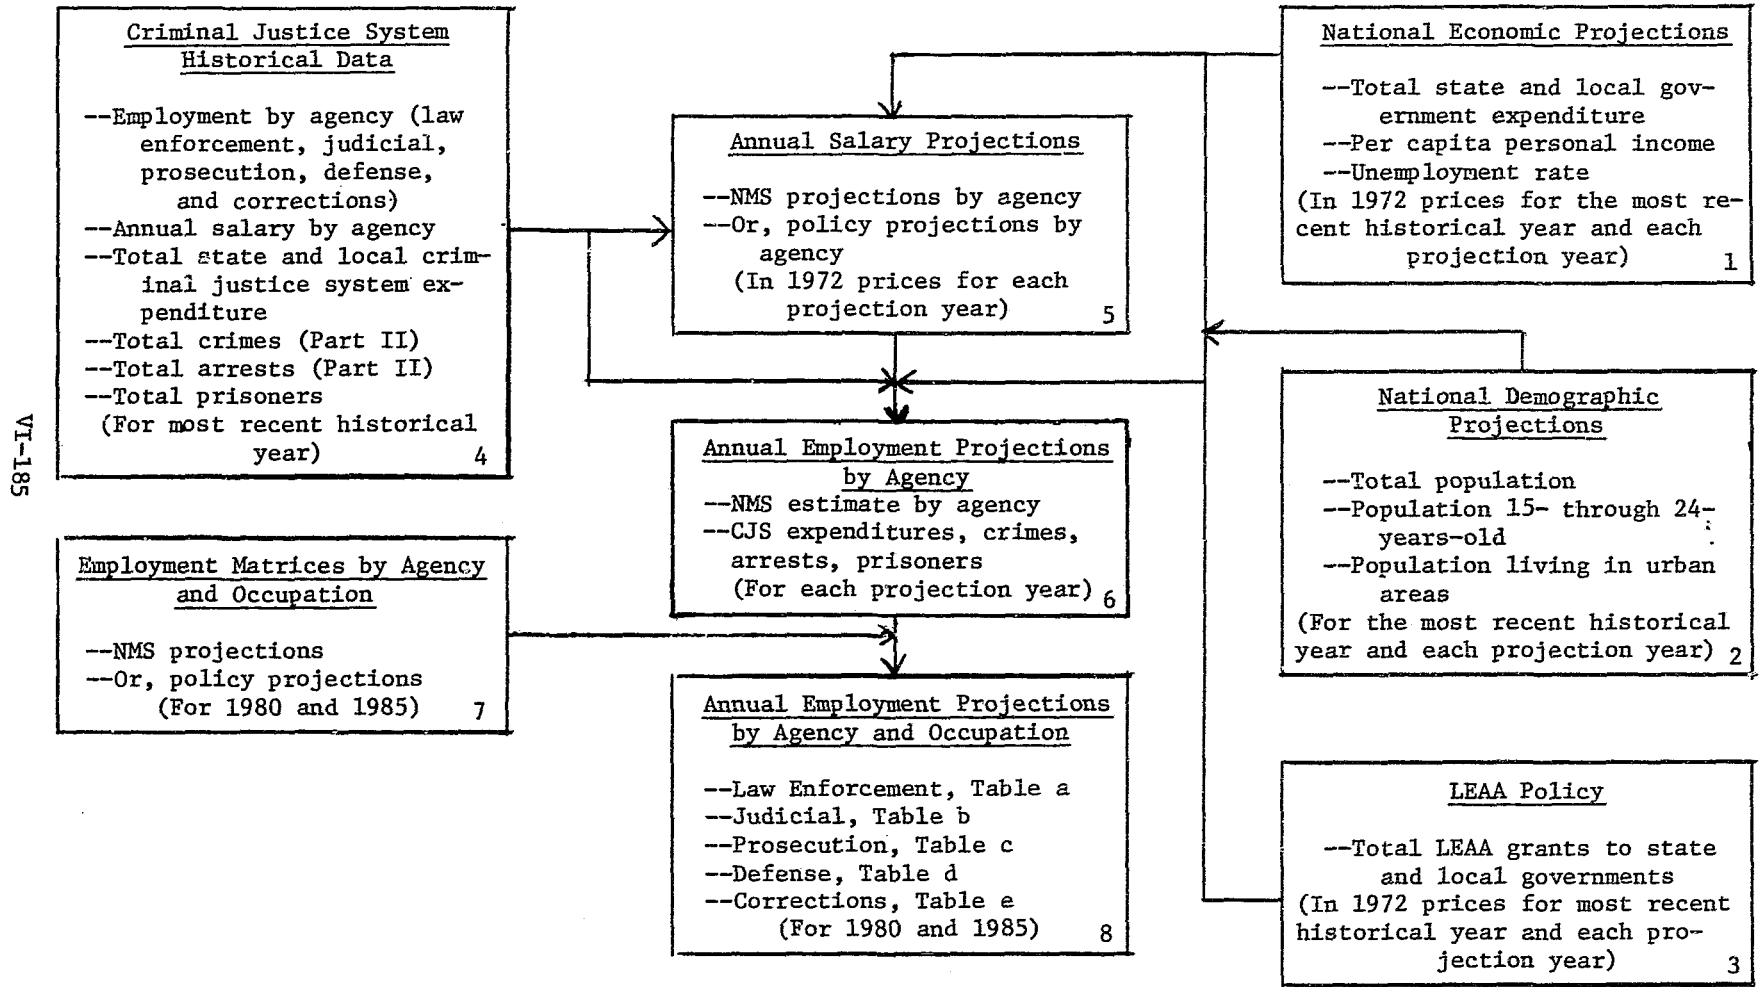 Criminal Justice System
Historical Data
--Employment by agency (law
enforcement, judicial,
prosecution, defense,
and corrections)
--Annual salary by agency
--Total state and local crim-
inal justice system ex-
penditure
--Total crimes (Part II)
--Total arrests (Part II)
--Total prisoners
(For most recent historical
year)
4
Employment Matrices by Agency
and Occupation
--NMS projections
--Or, policy projections
(For 1980 and 1985)
7
Annual Salary Projections
--NMS projections by agency
--Or, policy projections by
agency
(In 1972 prices for each
projection year)
5
Annual Employment Projections
by Agency
--NMS estimate by agency
--CJS expenditures, crimes,
arrests, prisoners
(For each projection year)
6
Annual Employment Projections
by Agency and Occupation
--Law Enforcement, Table a
--Judicial, Table b
--Prosecution, Table c
--Defense, Table d
--Corrections, Table e
(For 1980 and 1985)
8
National Economic Projections
--Total state and local gov-
ernment expenditure
--Per capita personal income
--Unemployment rate
(In 1972 prices for the most re-
cent historical year and each
projection year)
1
National Demographic
Projections
--Total population
--Population 15- through 24-
years-old
--Population living in urban
areas
(For the most recent historical
year and each projection year)
2
LEAA Policy
--Total LEAA grants to state
and local governments
(In 1972 prices for most recent
historical year and each pro-
jection year)
3
VI-185